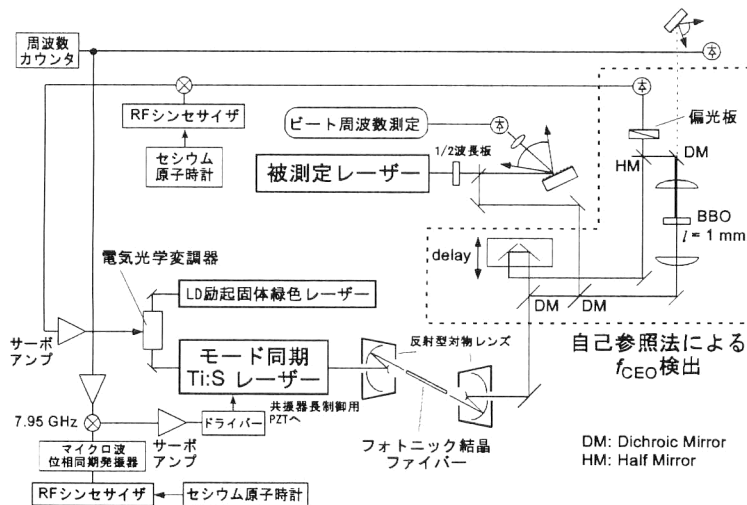 周波数
カウンタ
RFシンセサイザ
セシウム
原子時計
ビート周波数測定
1/2波長板
被測定レーザー
偏光板
HM
DM
BBO
l = 1 mm
delay
DM
DM
電気光学変調器
LD励起固体緑色レーザー
サーボ
アンプ
モード同期
Ti:S レーザー
反射型対物レンズ
自己参照法による
fCEO検出
共振器長制御用
PZTへ
7.95 GHz
サーボ
アンプ
ドライバー
フォトニック結晶
ファイバー
マイクロ波
位相同期発振器
RFシンセサイザ
セシウム原子時計
DM: Dichroic Mirror
HM: Half Mirror